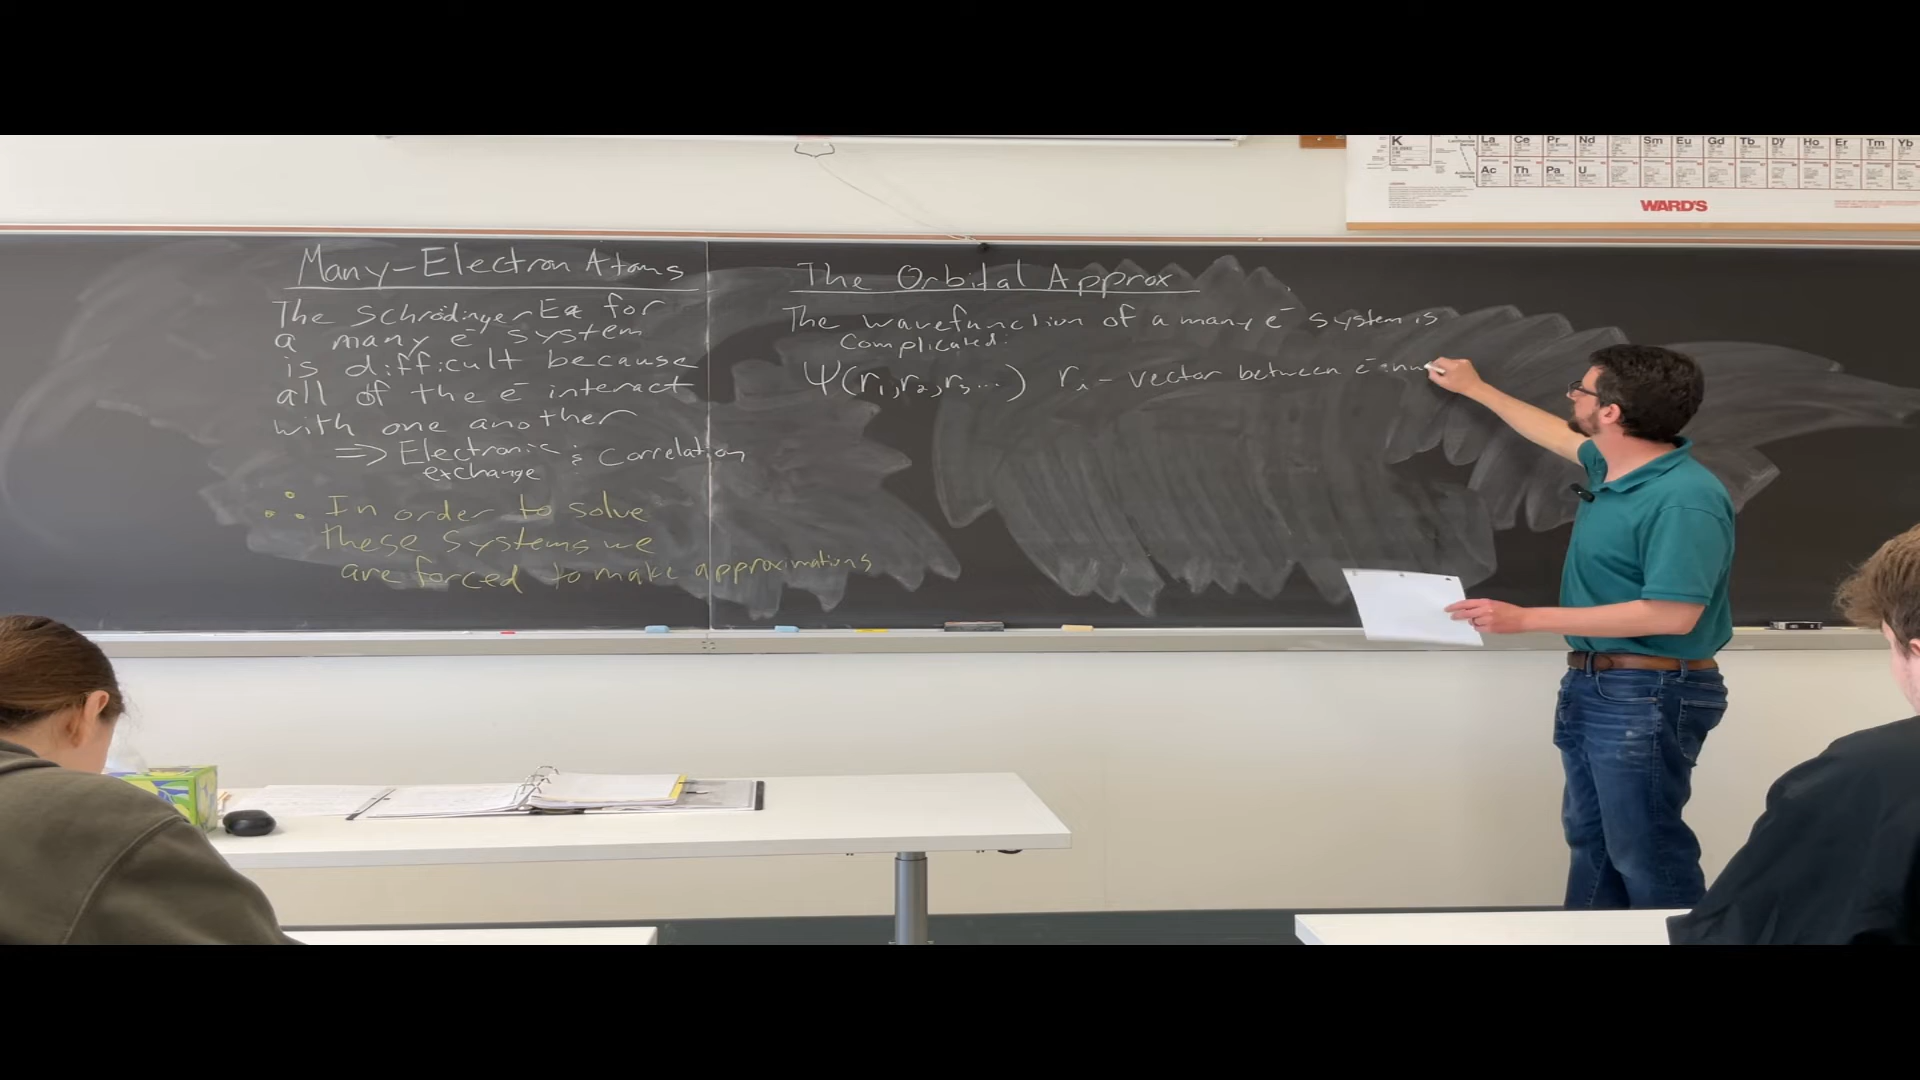 Many-Electron Atoms
The Schrödinger Eq for
a many e⁻ system
is difficult because
all of the e⁻ interact
with one another
=> Electronic & Correlation
exchange
∴ In order to solve
these systems we
are forced to make approximations
The Orbital Approx
The wavefunction of a many e⁻ system is
complicated:
Ψ(r₁,r₂,r₃...) rᵢ - vector between e⁻
K
La Ce Pr Nd Sm Eu Gd Tb Dy Ho Er Tm Yb
Ac Th Pa U
WARD'S